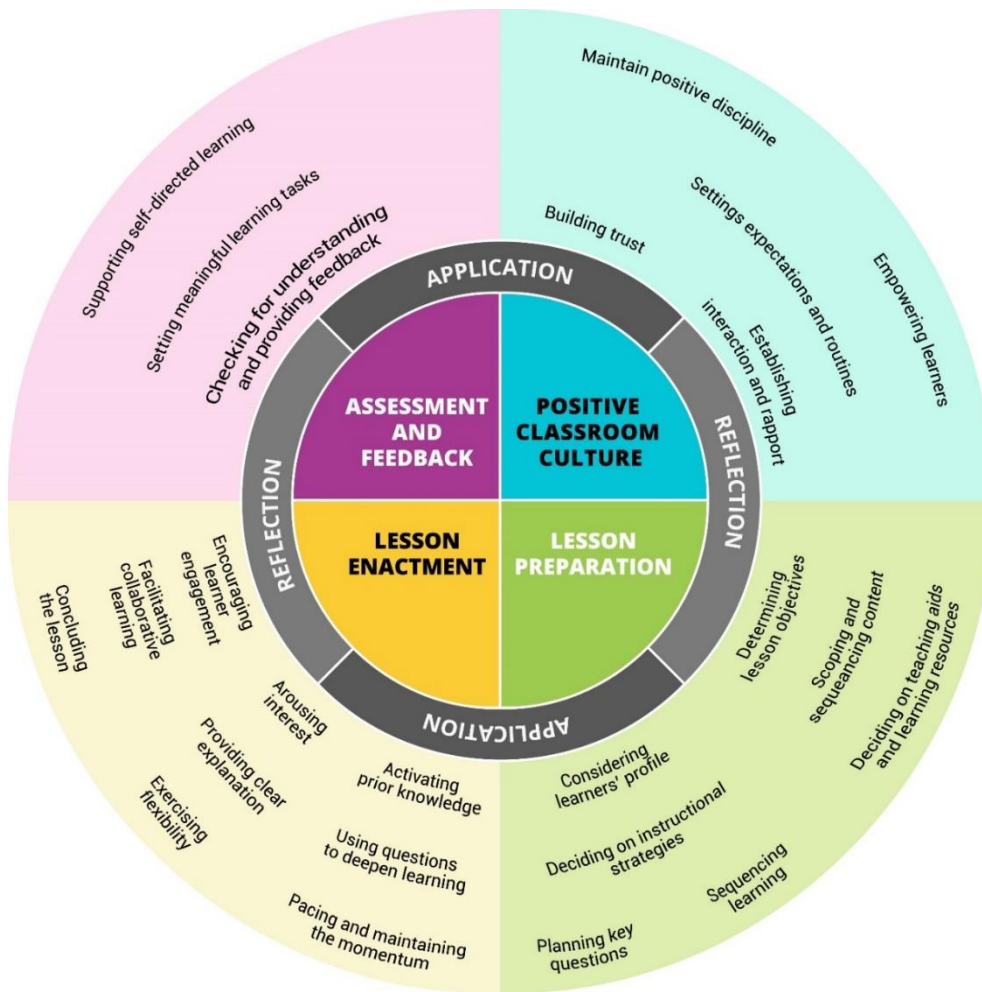 Supporting self-directed learning
Setting meaningful learning tasks
Checking for understanding
and providing feedback
Maintain positive discipline
Building trust
Settings expectations and routines
Empowering learners
Establishing
interaction and rapport
APPLICATION
REFLECTION
REFLECTION
APPLICATION
ASSESSMENT
AND
FEEDBACK
POSITIVE
CLASSROOM
CULTURE
LESSON
ENACTMENT
LESSON
PREPARATION
Encouraging
learner
engagement
Facilitating
collaborative
learning
Concluding
the lesson
Arousing
interest
Providing clear
explanation
Exercising
flexibility
Activating
prior knowledge
Using questions
to deepen learning
Pacing and maintaining
the momentum
Determining
lesson objectives
Scoping and
sequencing content
Deciding on teaching aids
and learning resources
Considering
learners' profile
Deciding on instructional
strategies
Sequencing
learning
Planning key
questions